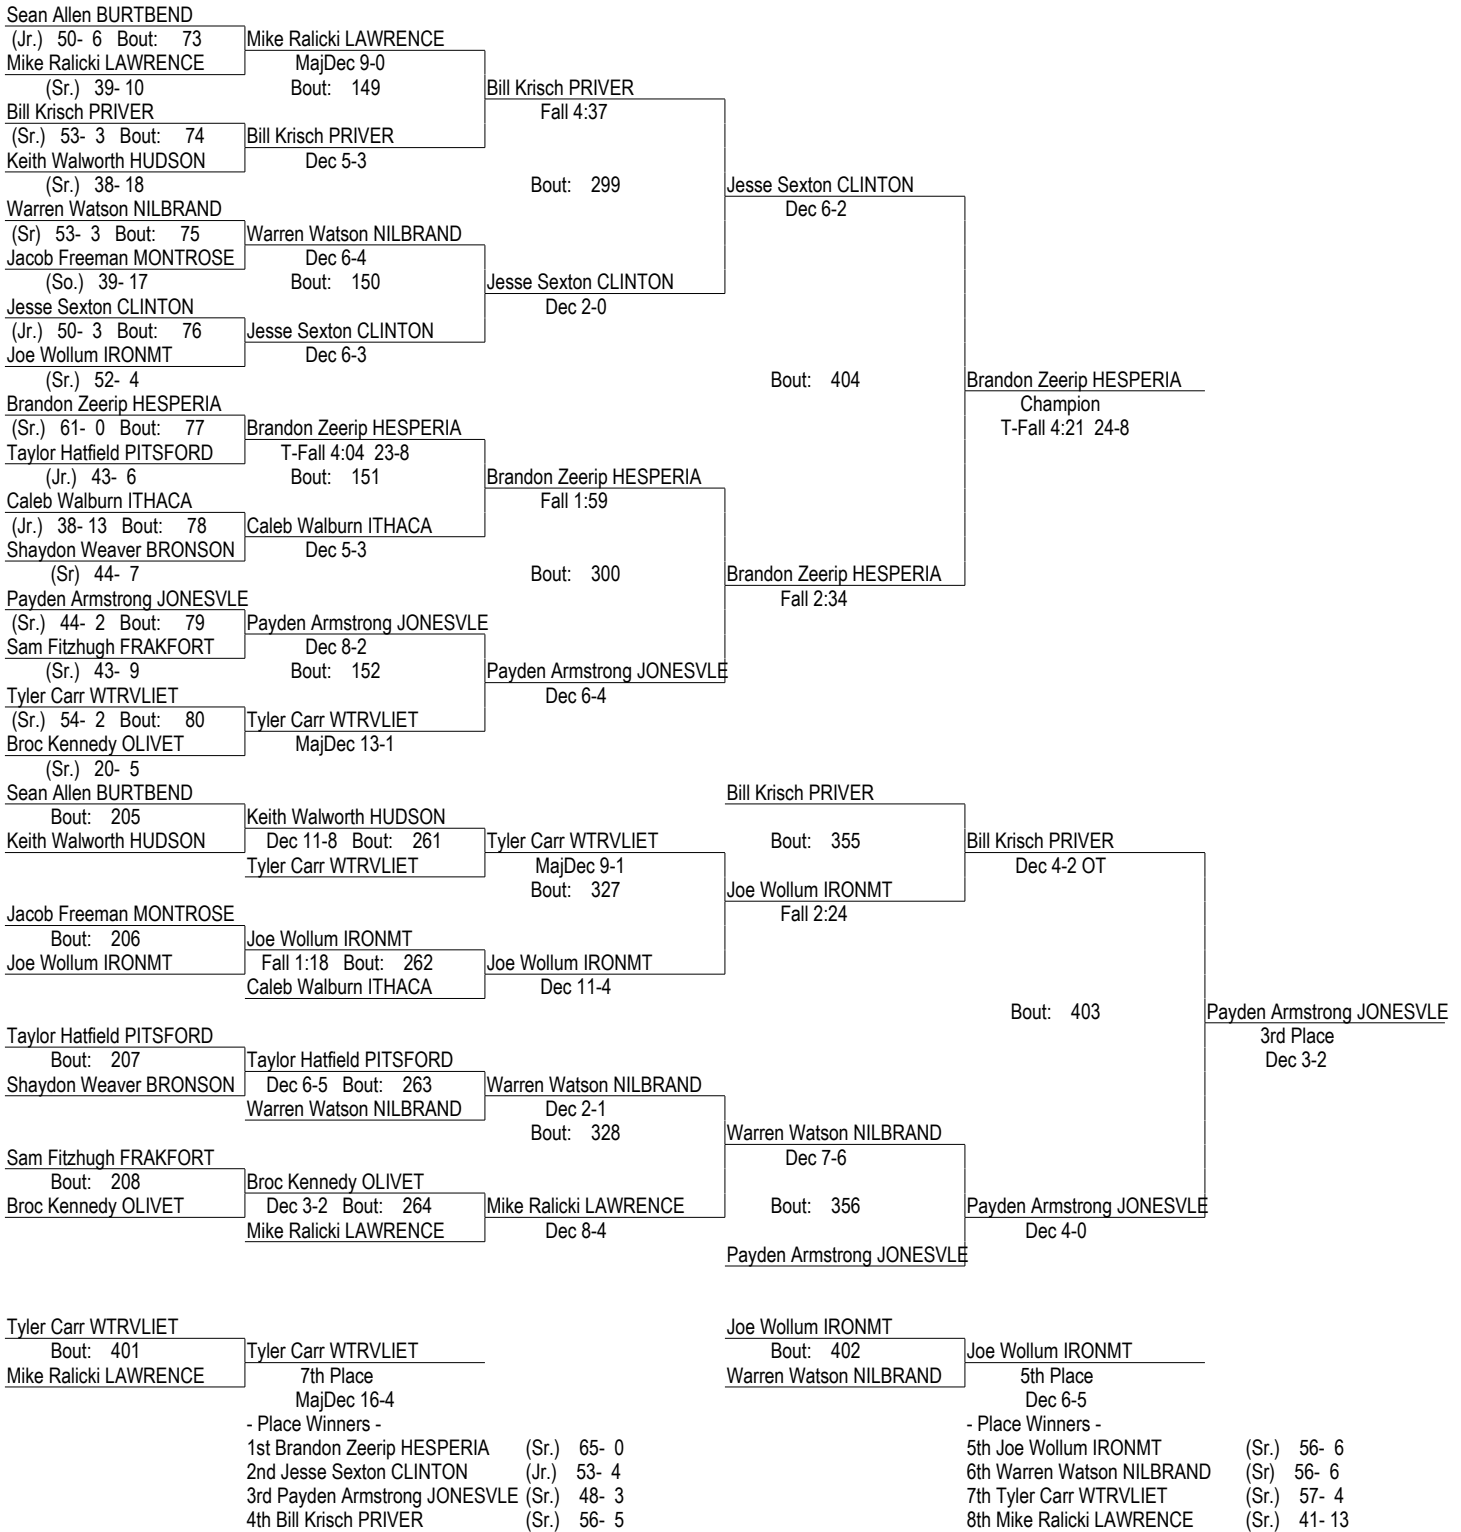 Sean Allen BURTBEND
(Jr.) 50- 6 Bout: 73 Mike Ralicki LAWRENCE
Mike Ralicki LAWRENCE MajDec 9-0
(Sr.) 39- 10 Bout: 149 Bill Krisch PRIVER
Bill Krisch PRIVER Fall 4:37
(Sr.) 53- 3 Bout: 74 Bill Krisch PRIVER
Keith Walworth HUDSON Dec 5-3
(Sr.) 38- 18 Bout: 299 Jesse Sexton CLINTON
Warren Watson NILBRAND Dec 6-2
(Sr) 53- 3 Bout: 75 Warren Watson NILBRAND
Jacob Freeman MONTROSE Dec 6-4
(So.) 39- 17 Bout: 150 Jesse Sexton CLINTON
Jesse Sexton CLINTON Dec 2-0
(Jr.) 50- 3 Bout: 76 Jesse Sexton CLINTON
Joe Wollum IRONMT Dec 6-3
(Sr.) 52- 4 Bout: 404 Brandon Zeerip HESPERIA
Brandon Zeerip HESPERIA Champion
(Sr.) 61- 0 Bout: 77 Brandon Zeerip HESPERIA T-Fall 4:21 24-8
Taylor Hatfield PITSFORD T-Fall 4:04 23-8
(Jr.) 43- 6 Bout: 151 Brandon Zeerip HESPERIA
Caleb Walburn ITHACA Fall 1:59
(Jr.) 38- 13 Bout: 78 Caleb Walburn ITHACA
Shaydon Weaver BRONSON Dec 5-3
(Sr) 44- 7 Bout: 300 Brandon Zeerip HESPERIA
Payden Armstrong JONESVLE Fall 2:34
(Sr.) 44- 2 Bout: 79 Payden Armstrong JONESVLE
Sam Fitzhugh FRAKFORT Dec 8-2
(Sr.) 43- 9 Bout: 152 Payden Armstrong JONESVLE
Tyler Carr WTRVLIET Dec 6-4
(Sr.) 54- 2 Bout: 80 Tyler Carr WTRVLIET
Broc Kennedy OLIVET MajDec 13-1
(Sr.) 20- 5
Sean Allen BURTBEND Bill Krisch PRIVER
Bout: 205 Keith Walworth HUDSON
Keith Walworth HUDSON Dec 11-8 Bout: 261 Tyler Carr WTRVLIET Bout: 355 Bill Krisch PRIVER
Tyler Carr WTRVLIET MajDec 9-1 Dec 4-2 OT
Bout: 327 Joe Wollum IRONMT
Jacob Freeman MONTROSE Fall 2:24
Bout: 206 Joe Wollum IRONMT
Joe Wollum IRONMT Fall 1:18 Bout: 262 Joe Wollum IRONMT
Caleb Walburn ITHACA Dec 11-4
Bout: 403 Payden Armstrong JONESVLE
Taylor Hatfield PITSFORD 3rd Place
Bout: 207 Taylor Hatfield PITSFORD Dec 3-2
Shaydon Weaver BRONSON Dec 6-5 Bout: 263 Warren Watson NILBRAND
Warren Watson NILBRAND Dec 2-1
Bout: 328 Warren Watson NILBRAND
Sam Fitzhugh FRAKFORT Dec 7-6
Bout: 208 Broc Kennedy OLIVET
Broc Kennedy OLIVET Dec 3-2 Bout: 264 Mike Ralicki LAWRENCE Bout: 356 Payden Armstrong JONESVLE
Mike Ralicki LAWRENCE Dec 8-4 Dec 4-0
Payden Armstrong JONESVLE
Tyler Carr WTRVLIET Joe Wollum IRONMT
Bout: 401 Tyler Carr WTRVLIET Bout: 402 Joe Wollum IRONMT
Mike Ralicki LAWRENCE 7th Place Warren Watson NILBRAND 5th Place
MajDec 16-4 Dec 6-5
- Place Winners - - Place Winners -
1st Brandon Zeerip HESPERIA (Sr.) 65- 0 5th Joe Wollum IRONMT (Sr.) 56- 6
2nd Jesse Sexton CLINTON (Jr.) 53- 4 6th Warren Watson NILBRAND (Sr) 56- 6
3rd Payden Armstrong JONESVLE (Sr.) 48- 3 7th Tyler Carr WTRVLIET (Sr.) 57- 4
4th Bill Krisch PRIVER (Sr.) 56- 5 8th Mike Ralicki LAWRENCE (Sr.) 41- 13